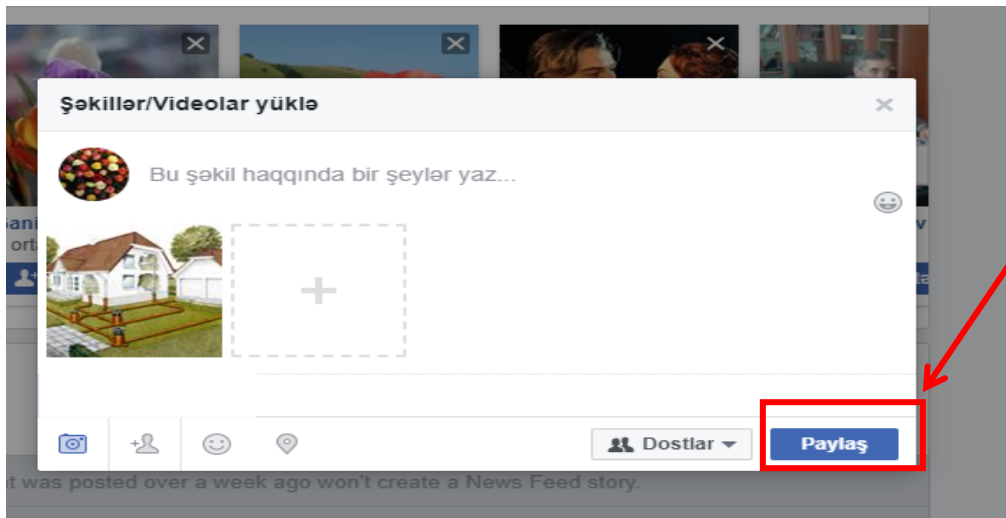 Şəkillər/Videolar yüklə
Bu şəkil haqqında bir şeylər yaz...
Dostlar
Paylaş
was posted over a week ago won't create a News Feed story.